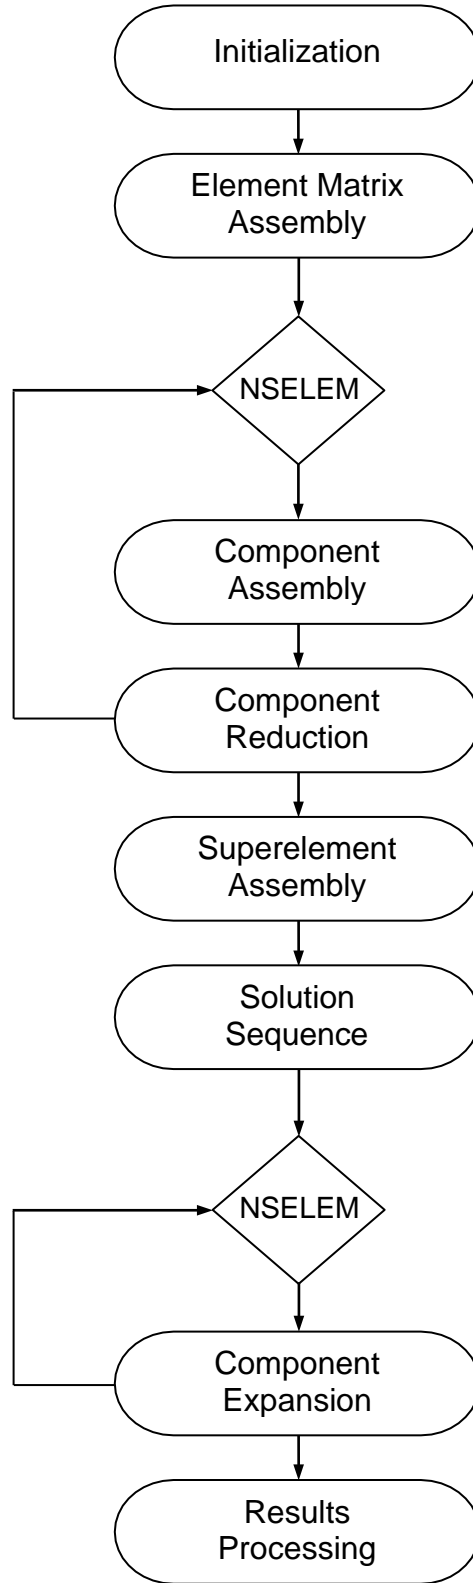 Initialization
Element Matrix
Assembly
NSELEM
Component
Assembly
Component
Reduction
Superelement
Assembly
Solution
Sequence
NSELEM
Component
Expansion
Results
Processing